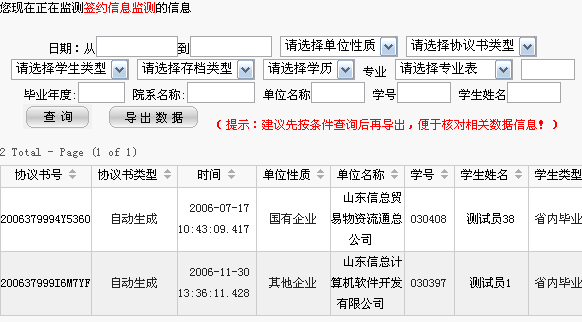 您现在正在监测签约信息监测的信息
日期：从 到 请选择单位性质 请选择协议书类型
请选择学生类型 请选择存档类型 请选择学历 专业 请选择专业表
毕业年度: 院系名称: 单位名称 学号 学生姓名
查 询 导 出 数 据 （ 提示：建议先按条件查询后再导出，便于核对相关数据信息！ ）
2 Total - Page (1 of 1)
协议书号 协议书类型 时间 单位性质 单位名称 学号 学生姓名 学生类型
2006379994Y5360 自动生成 2006-07-17 10:43:09.417 国有企业 山东信总贸易物资流通总公司 030408 测试员38 省内毕业
200637999I6M7YF 自动生成 2006-11-30 13:36:11.428 其他企业 山东信总计算机软件开发有限公司 030397 测试员1 省内毕业